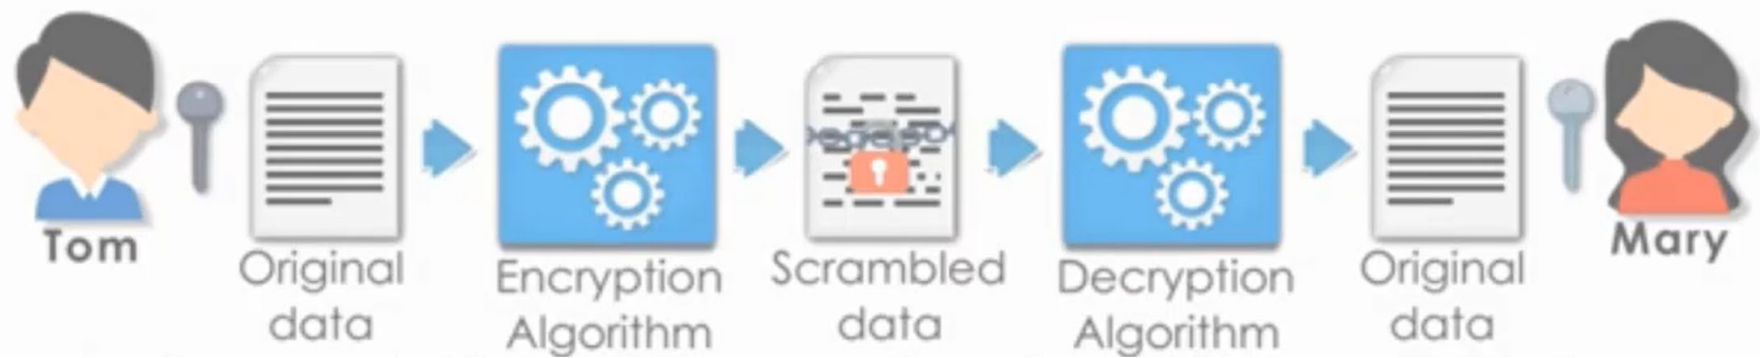 Tom
Original
data
Encryption
Algorithm
Scrambled
data
Decryption
Algorithm
Original
data
Mary